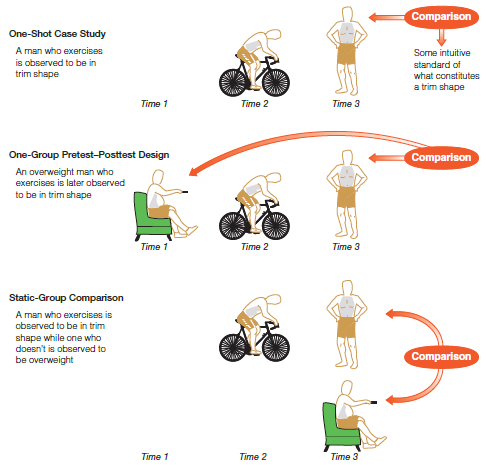 Comparison
One-Shot Case Study
A man who exercises
is observed to be in
trim shape
Some intuitive
standard of
what constitutes
a trim shape
Time 1
Time 2
Time 3
One-Group Pretest–Posttest Design
Comparison
An overweight man who
exercises is later observed
to be in trim shape
Time 1
Time 2
Time 3
Static-Group Comparison
A man who exercises is
observed to be in trim
shape while one who
doesn't is observed to
be overweight
Comparison
Time 1
Time 2
Time 3